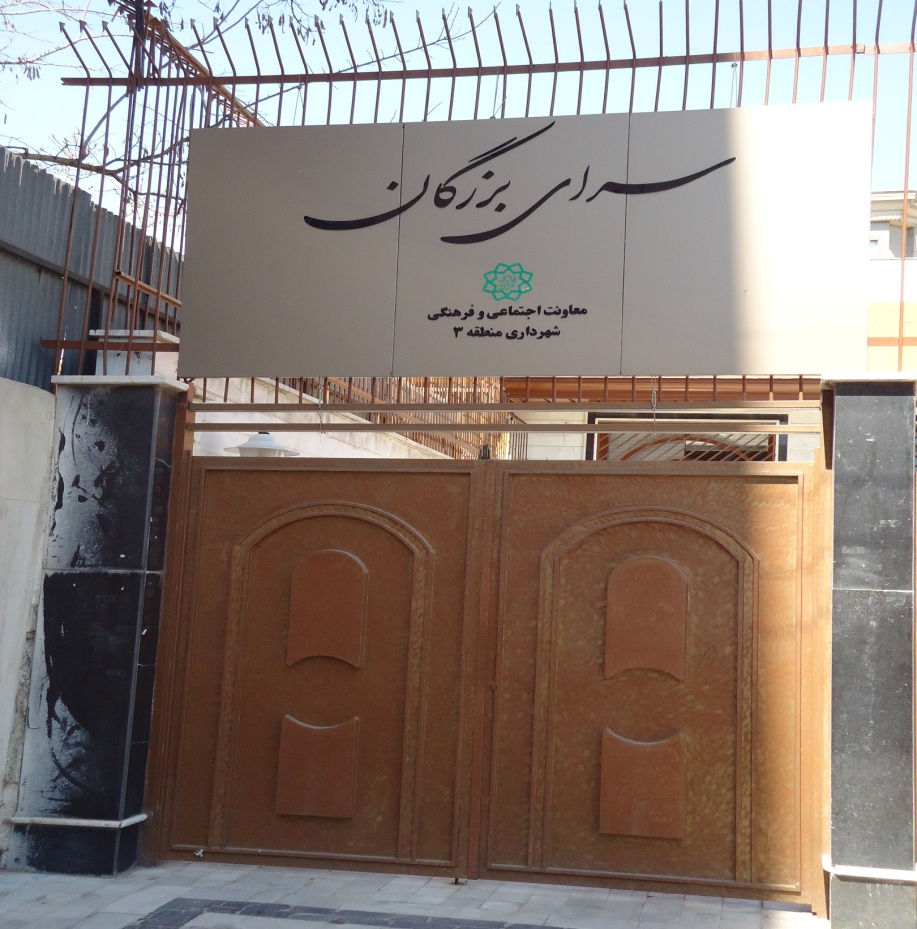 سرای بزرگان
معاونت اجتماعی و فرهنگی
شهرداری منطقه ۳